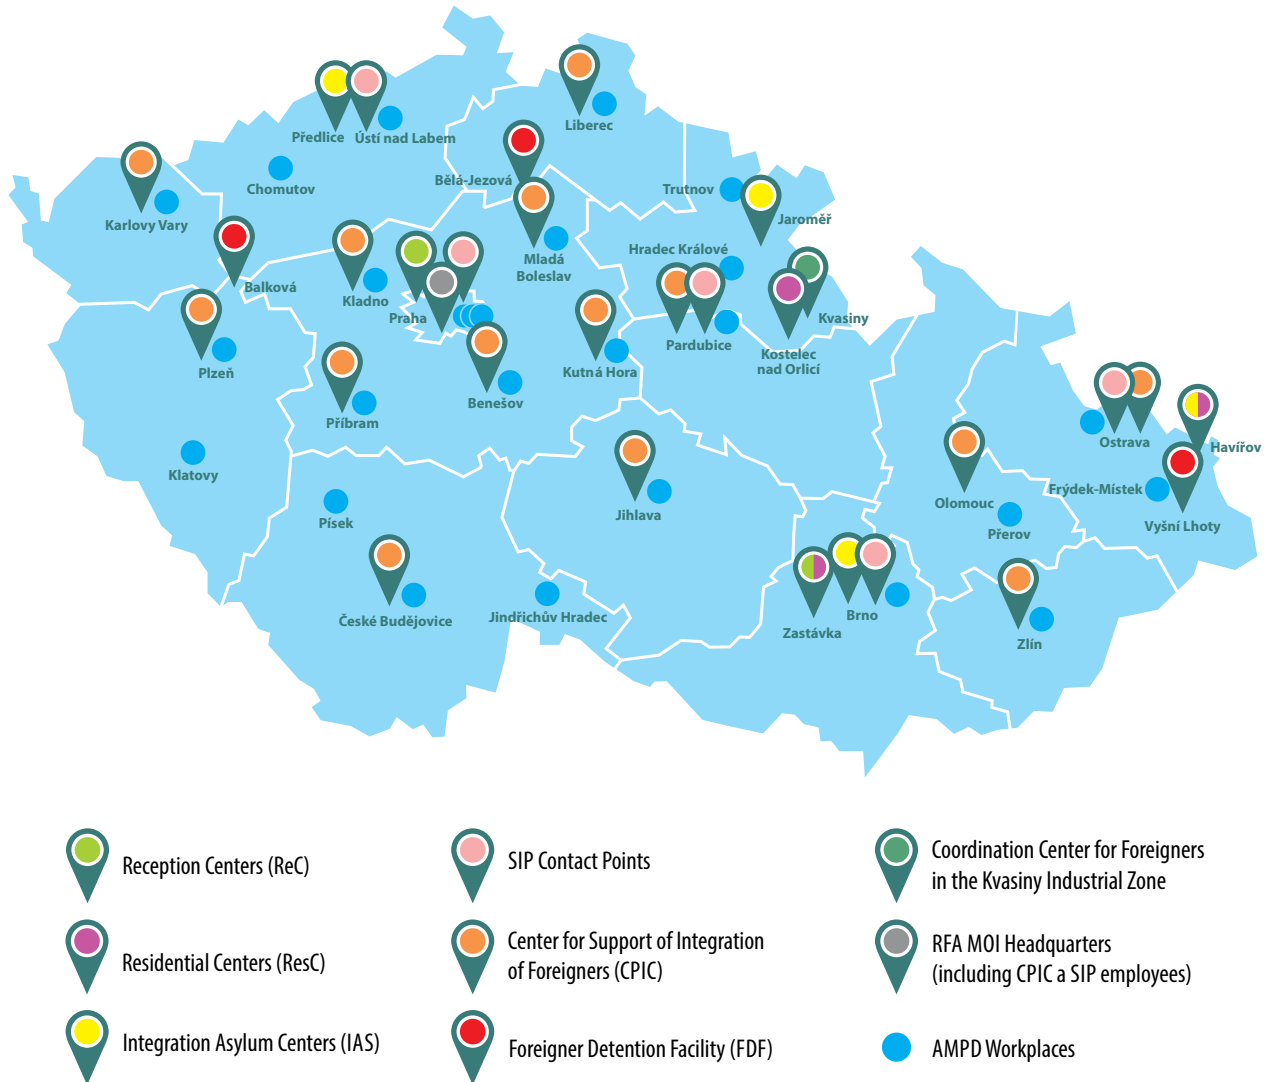 Liberec
Předlice
Ústí nad Labem
Chomutov
Bělá-Jezová
Trutnov
Jaroměř
Karlovy Vary
Hradec Králové
Mladá
Boleslav
Balková
Kladno
Praha
Kvasiny
Pardubice
Kostelec
nad Orlicí
Plzeň
Kutná Hora
Benešov
Příbram
Ostrava
Havířov
Klatovy
Frýdek-Místek
Olomouc
Písek
Jihlava
Vyšní Lhoty
Přerov
České Budějovice
Jindřichův Hradec
Brno
Zastávka
Zlín
Reception Centers (ReC)
SIP Contact Points
Coordination Center for Foreigners
in the Kvasiny Industrial Zone
Residential Centers (ResC)
Center for Support of Integration
of Foreigners (CPIC)
RFA MOI Headquarters
(including CPIC a SIP employees)
Integration Asylum Centers (IAS)
Foreigner Detention Facility (FDF)
AMPD Workplaces